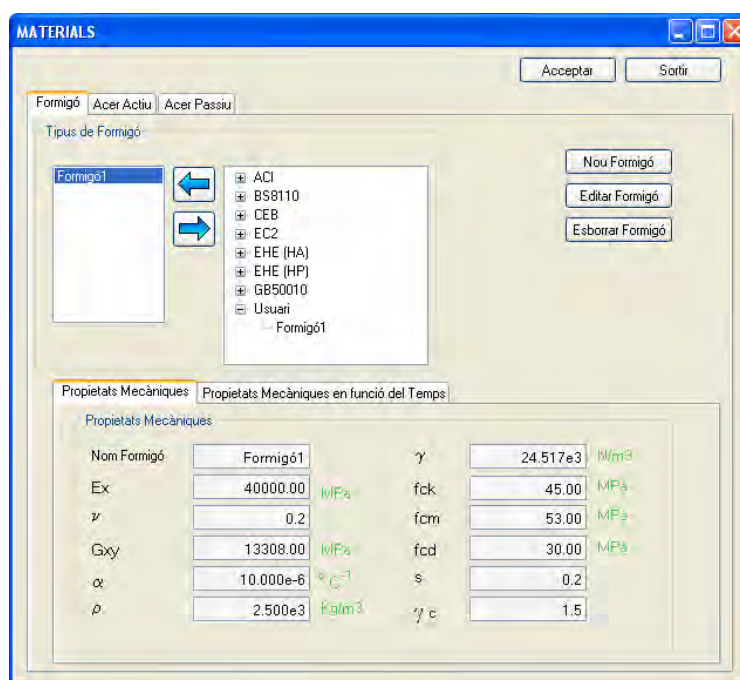 MATERIALS
Acceptar Sortir
Formigó Acer Actiu Acer Passiu
Tipus de Formigó
Formigó1
ACI
BS8110
CEB
EC2
EHE (HA)
EHE (HP)
GB50010
Usuari
Formigó1
Nou Formigó
Editar Formigó
Esborrar Formigó
Propietats Mecàniques Propietats Mecàniques en funció del Temps
Propietats Mecàniques
Nom Formigó Formigó1 γ 24.517e3 N/m3
Ex 40000.00 MPa fck 45.00 MPa
ν 0.2 fcm 53.00 MPa
Gxy 13308.00 MPa fcd 30.00 MPa
α 10.000e-6 °C⁻¹ s 0.2
ρ 2.500e3 Kg/m3 γc 1.5